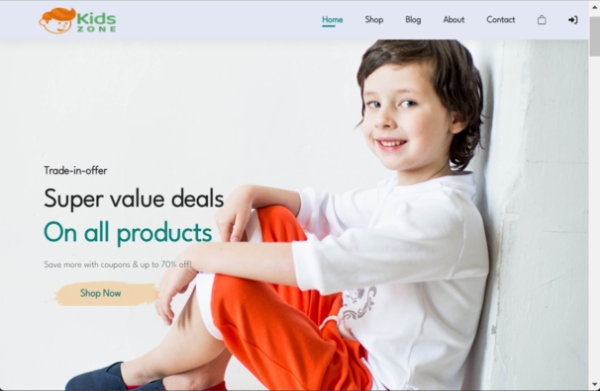 Kids
ZONE
Home Shop Blog About Contact
Trade-in-offer
Super value deals
On all products
Save more with coupons & up to 70% off!
Shop Now